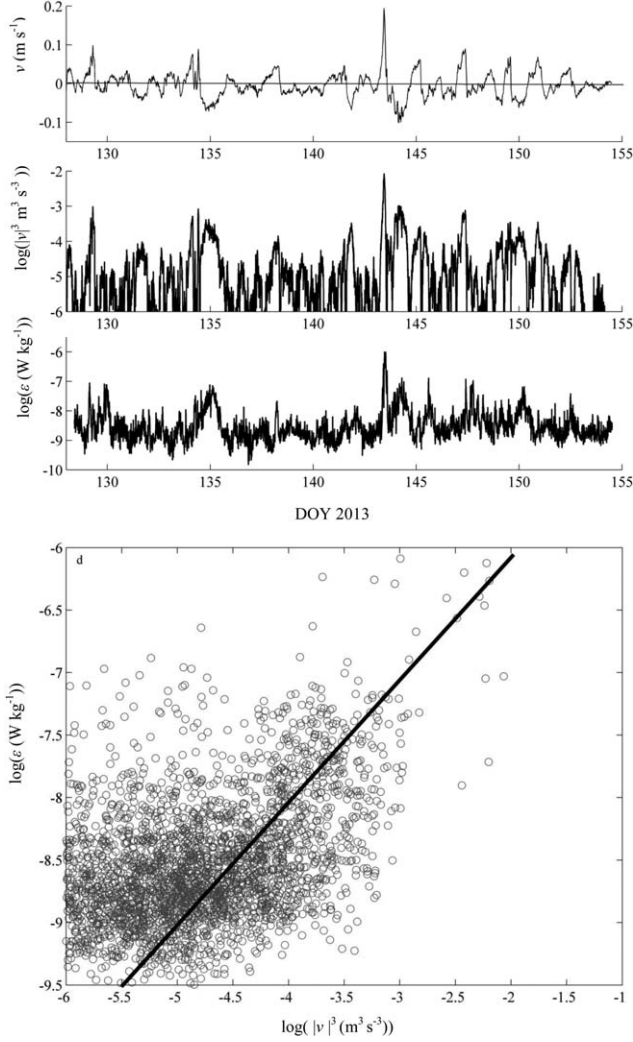 0.2
0.1
0
-0.1
v (m s⁻¹)
130 135 140 145 150 155
-2
-3
-4
-5
-6
log(|v|³ m³ s⁻³))
130 135 140 145 150 155
-6
-7
-8
-9
-10
log(ε (W kg⁻¹))
130 135 140 145 150 155
DOY 2013
d
-6
-6.5
-7
-7.5
-8
-8.5
-9
-9.5
log(ε (W kg⁻¹))
-6 -5.5 -5 -4.5 -4 -3.5 -3 -2.5 -2 -1.5 -1
log( |v|³ (m³ s⁻³))